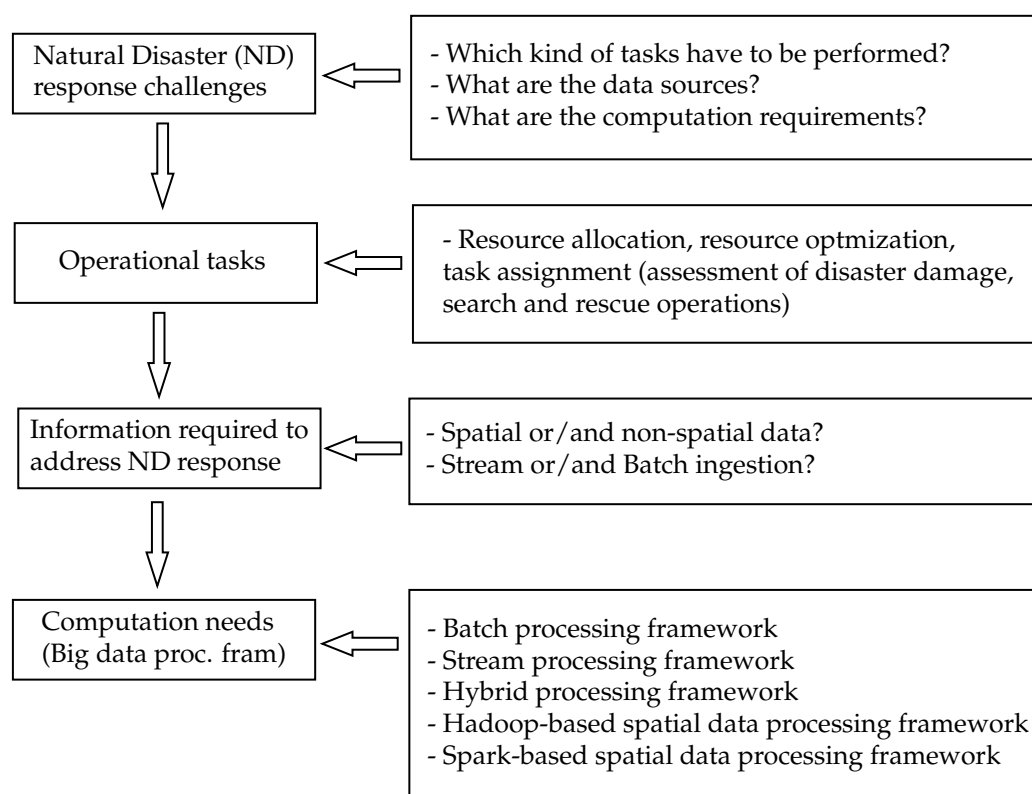 Natural Disaster (ND)
response challenges
- Which kind of tasks have to be performed?
- What are the data sources?
- What are the computation requirements?
Operational tasks
- Resource allocation, resource optmization,
task assignment (assessment of disaster damage,
search and rescue operations)
Information required to
address ND response
- Spatial or/and non-spatial data?
- Stream or/and Batch ingestion?
Computation needs
(Big data proc. fram)
- Batch processing framework
- Stream processing framework
- Hybrid processing framework
- Hadoop-based spatial data processing framework
- Spark-based spatial data processing framework